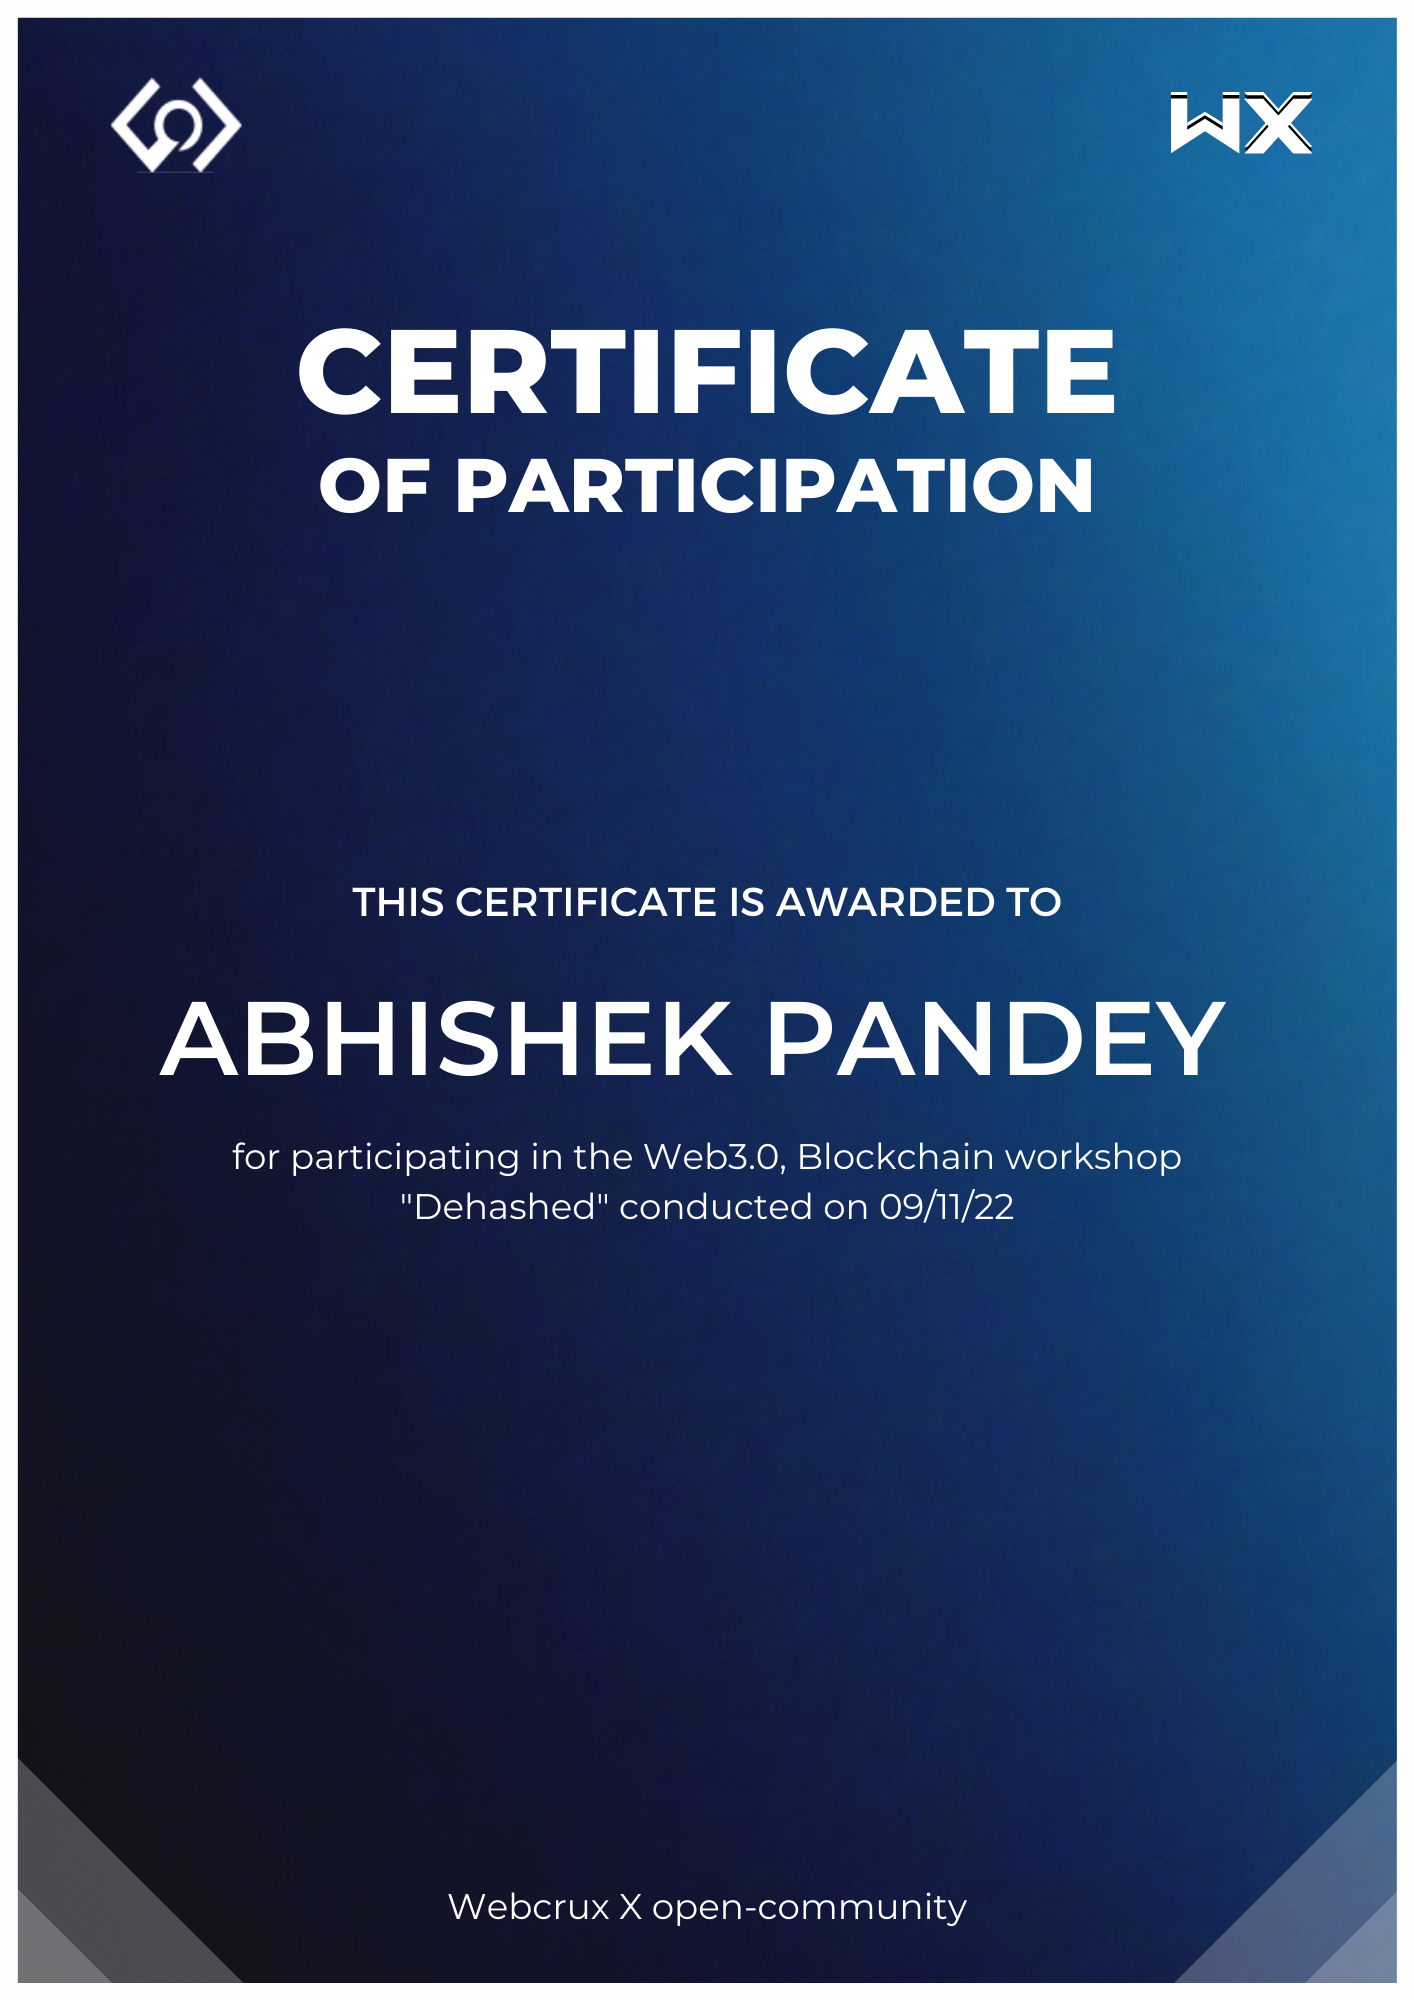 WX
CERTIFICATE
OF PARTICIPATION
THIS CERTIFICATE IS AWARDED TO
ABHISHEK PANDEY
for participating in the Web3.0, Blockchain workshop
"Dehashed" conducted on 09/11/22
Webcrux X open-community